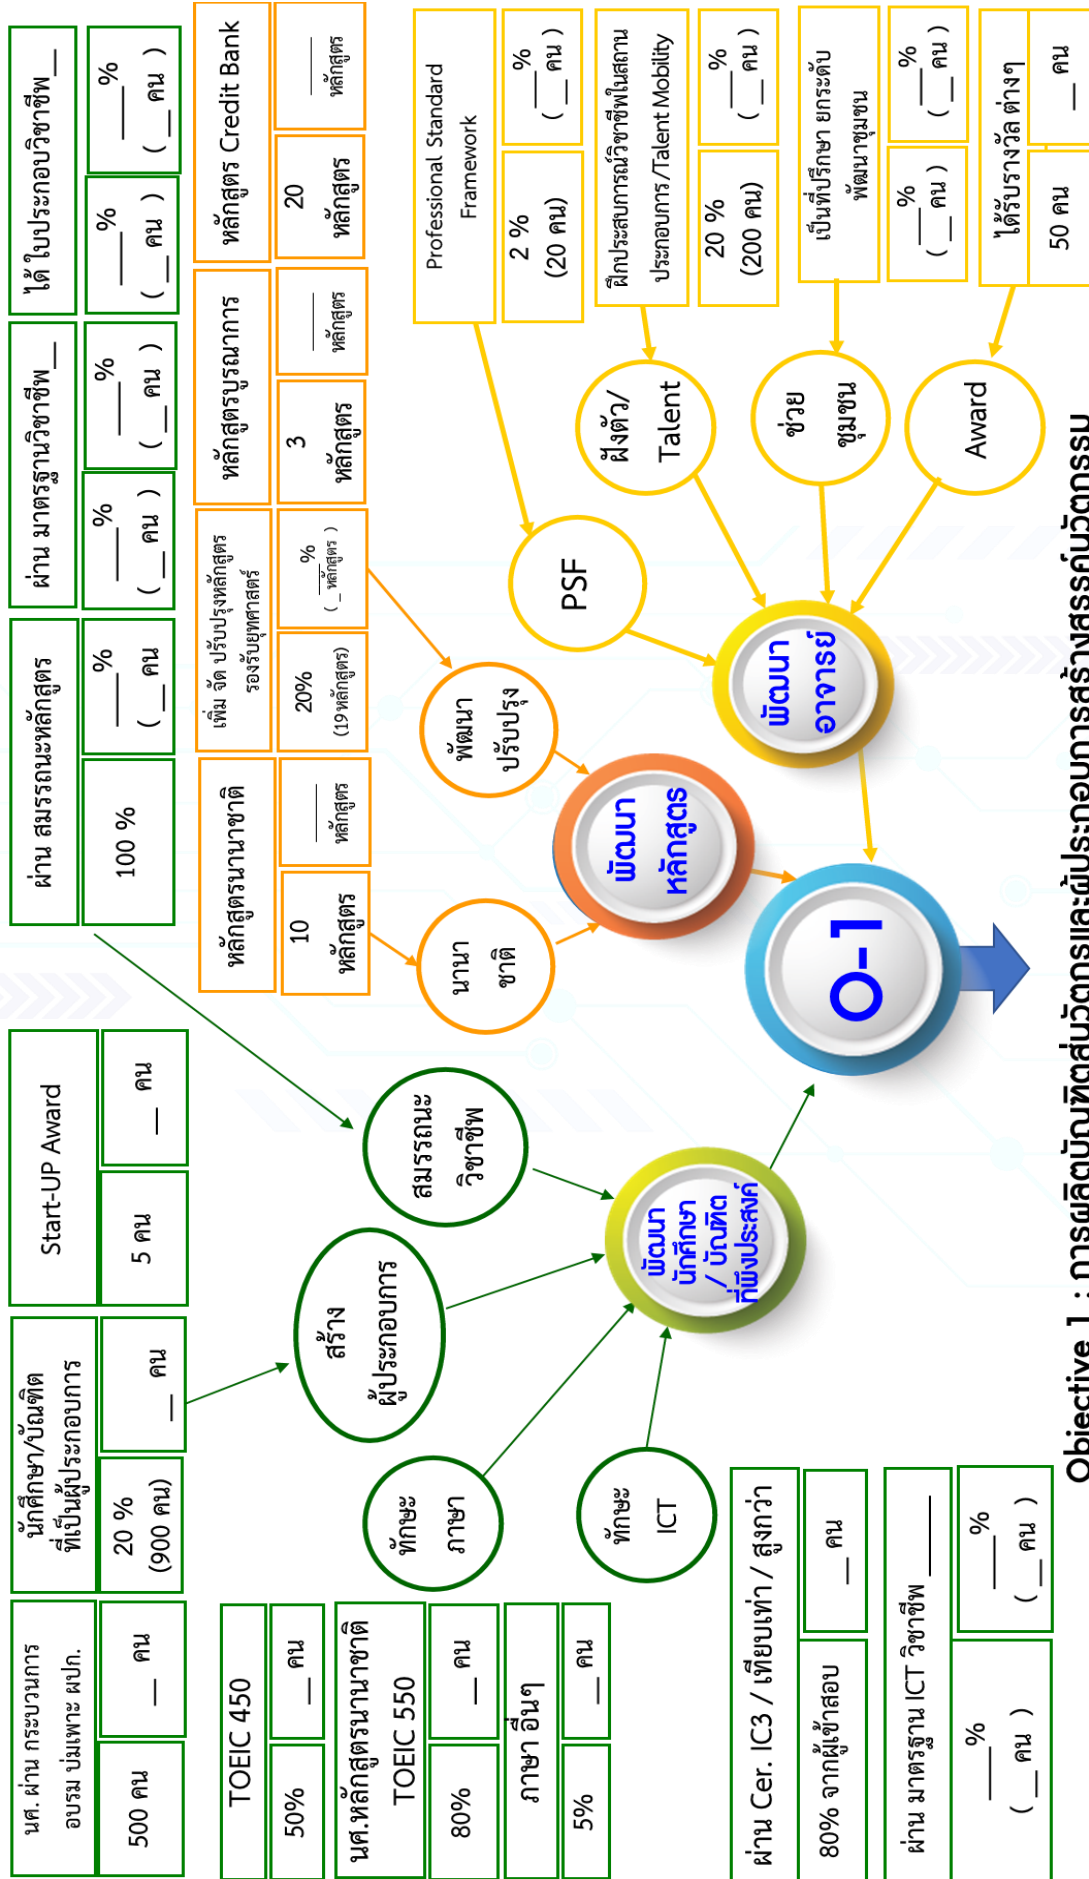 นศ. ผ่าน กระบวนการ
อบรม บ่มเพาะ ผปก.
500 คน
__ คน
นักศึกษา/บัณฑิต
ที่เป็นผู้ประกอบการ
20 %
(900 คน)
__ คน
Start-UP Award
5 คน
__ คน
ผ่าน สมรรถนะหลักสูตร
100 %
____%
( __ คน
ผ่าน มาตรฐานวิชาชีพ__
____%
( __ คน )
____%
( __ คน )
ได้ ใบประกอบวิชาชีพ__
____%
( __ คน )
____%
( __ คน )
TOEIC 450
50%
__ คน
นศ.หลักสูตรนานาชาติ
TOEIC 550
80%
__ คน
ภาษา อื่นๆ
5%
__ คน
หลักสูตรนานาชาติ
10
หลักสูตร
____
หลักสูตร
เพิ่ม จัด ปรับปรุงหลักสูตร
รองรับยุทศาสตร์
20%
(19 หลักสูตร)
____%
( _ หลักสูตร )
หลักสูตรบูรณาการ
3
หลักสูตร
____
หลักสูตร
หลักสูตร Credit Bank
20
หลักสูตร
____
หลักสูตร
ทักษะ
ภาษา
สร้าง
ผู้ประกอบการ
สมรรถนะ
วิชาชีพ
นานา
ชาติ
พัฒนา
ปรับปรุง
ทักษะ
ICT
PSF
ฝังตัว/
Talent
ช่วย
ชุมชน
Award
Professional Standard
Framework
2 %
(20 คน)
____%
( __ คน )
ฝึกประสบการณ์วิชาชีพในสถาน
ประกอบการ /Talent Mobility
20 %
(200 คน)
____%
( __ คน )
เป็นที่ปรึกษา ยกระดับ
พัฒนาชุมชน
____%
( __ คน )
____%
( __ คน )
ได้รับรางวัล ต่างๆ
50 คน
__ คน
พัฒนา
นักศึกษา
/ บัณฑิต
ที่พึงประสงค์
พัฒนา
หลักสูตร
พัฒนา
อาจารย์
O-1
ผ่าน Cer. IC3 / เทียบเท่า / สูงกว่า
80% จากผู้เข้าสอบ
__ คน
ผ่าน มาตรฐาน ICT วิชาชีพ ____
____%
( __ คน )
____%
( __ คน )
Objective 1 : การผลิตบัณฑิตสู่นวัตกรและผู้ประกอบการสร้างสรรค์นวัตกรรม